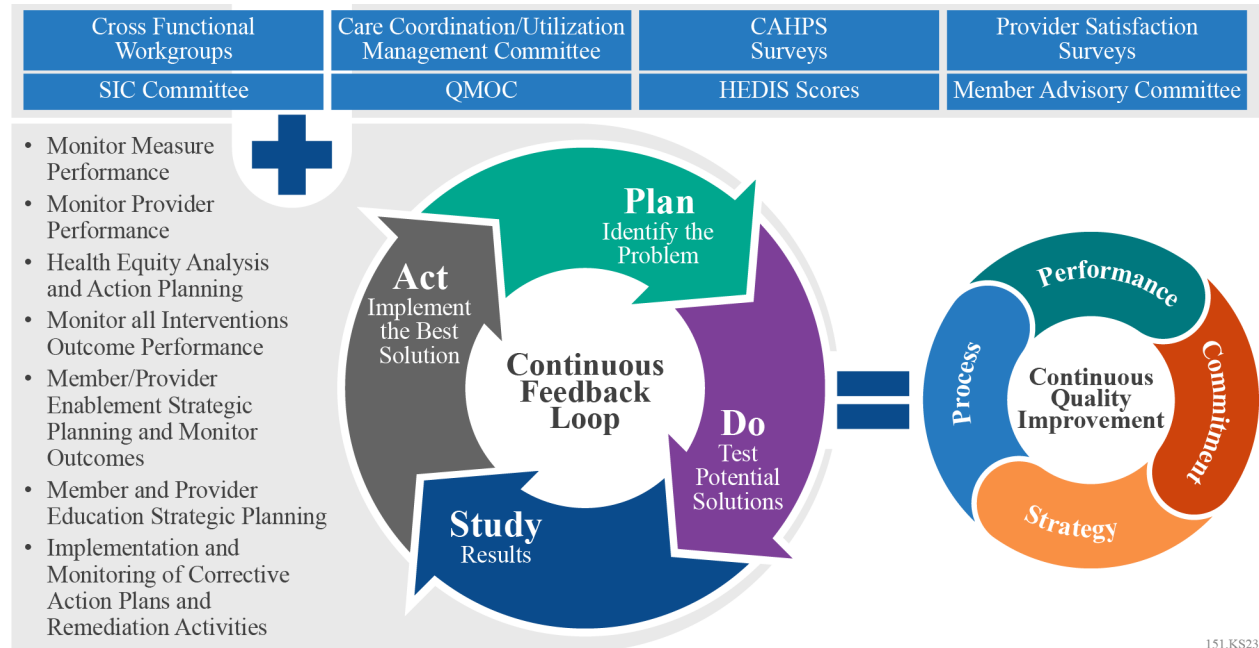 Cross Functional
Workgroups
Care Coordination/Utilization
Management Committee
CAHPS
Surveys
Provider Satisfaction
Surveys
SIC Committee
QMOC
HEDIS Scores
Member Advisory Committee
• Monitor Measure
Performance
• Monitor Provider
Performance
• Health Equity Analysis
and Action Planning
• Monitor all Interventions
Outcome Performance
• Member/Provider
Enablement Strategic
Planning and Monitor
Outcomes
• Member and Provider
Education Strategic Planning
• Implementation and
Monitoring of Corrective
Action Plans and
Remediation Activities
Plan
Identify the
Problem
Do
Test
Potential
Solutions
Study
Results
Act
Implement
the Best
Solution
Continuous
Feedback
Loop
Performance
Commitment
Strategy
Process
Continuous
Quality
Improvement
151.KS23